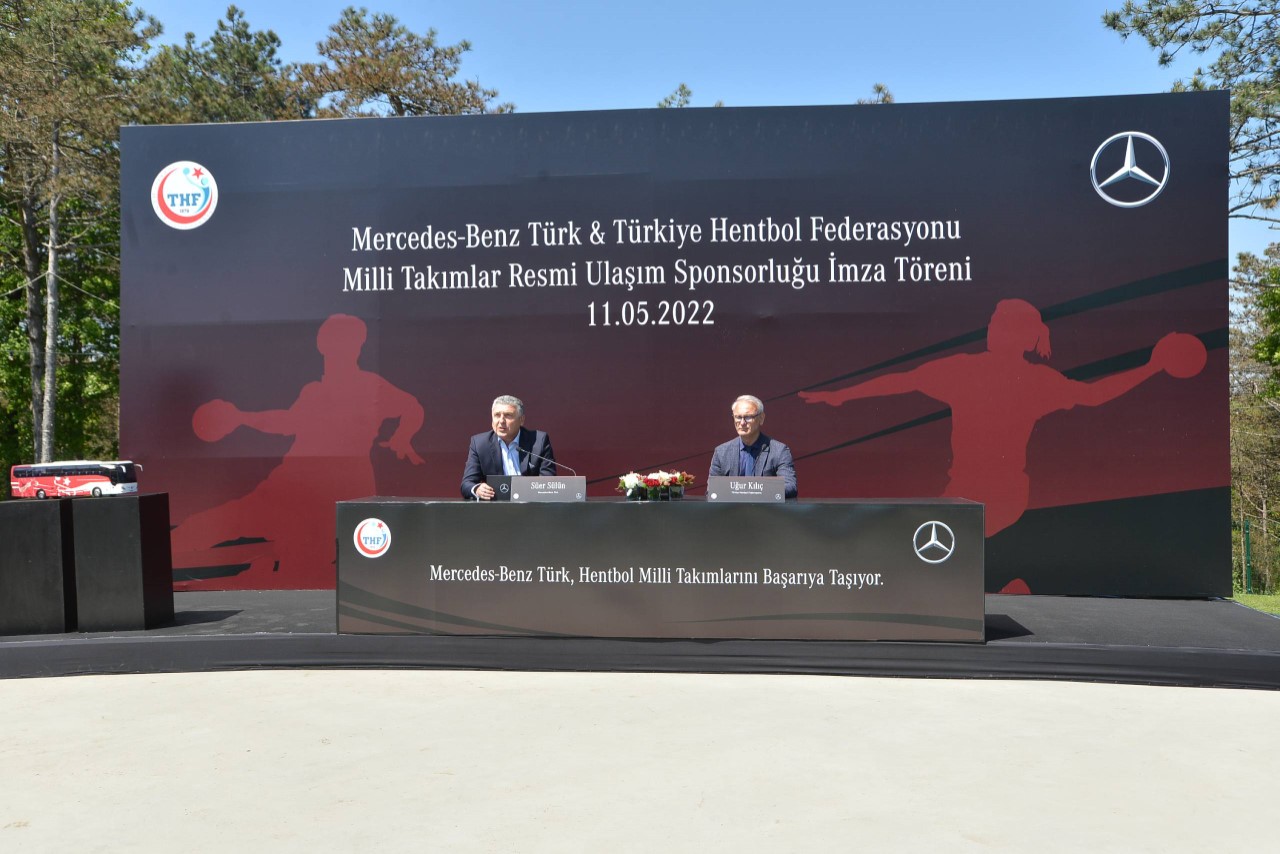 THF
Mercedes-Benz Türk & Türkiye Hentbol Federasyonu
Milli Takımlar Resmi Ulaşım Sponsorluğu İmza Töreni
11.05.2022
Süer Sülün
Uğur Kılıç
THF
Mercedes-Benz Türk, Hentbol Milli Takımlarını Başarıya Taşıyor.